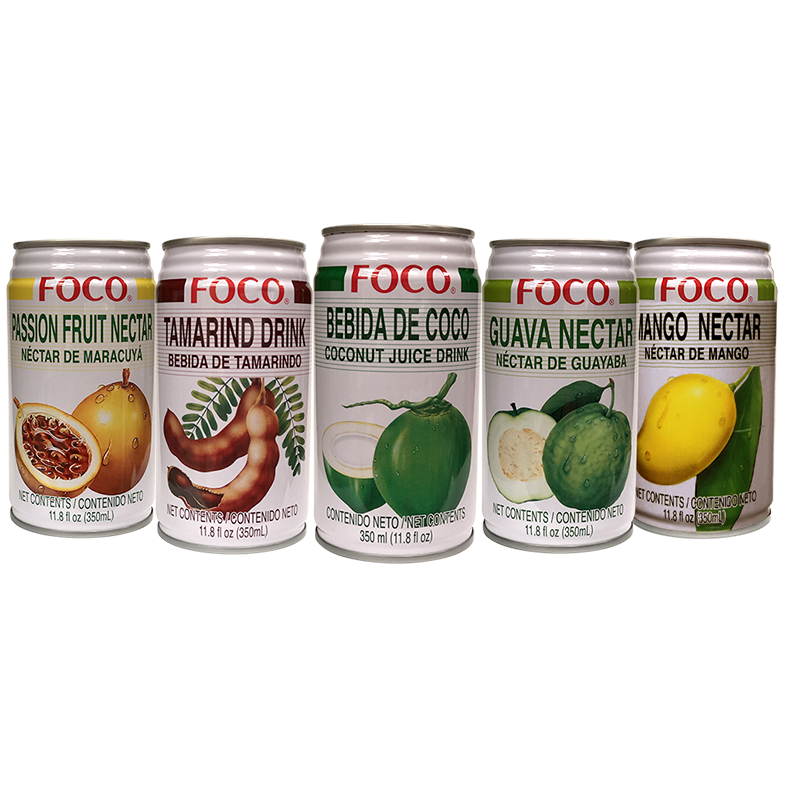 FOCO®
PASSION FRUIT NECTAR
NÉCTAR DE MARACUYÁ
NET CONTENTS / CONTENIDO NETO
11.8 fl oz (350mL)
FOCO®
TAMARIND DRINK
BEBIDA DE TAMARINDO
NET CONTENTS / CONTENIDO NETO
11.8 fl oz (350mL)
FOCO®
BEBIDA DE COCO
COCONUT JUICE DRINK
CONTENIDO NETO / NET CONTENTS
350 ml (11.8 fl oz)
FOCO®
GUAVA NECTAR
NÉCTAR DE GUAYABA
NET CONTENTS / CONTENIDO NETO
11.8 fl oz (350mL)
FOCO®
MANGO NECTAR
NÉCTAR DE MANGO
NET CONTENTS / CONTENIDO NETO
11.8 fl oz (350mL)